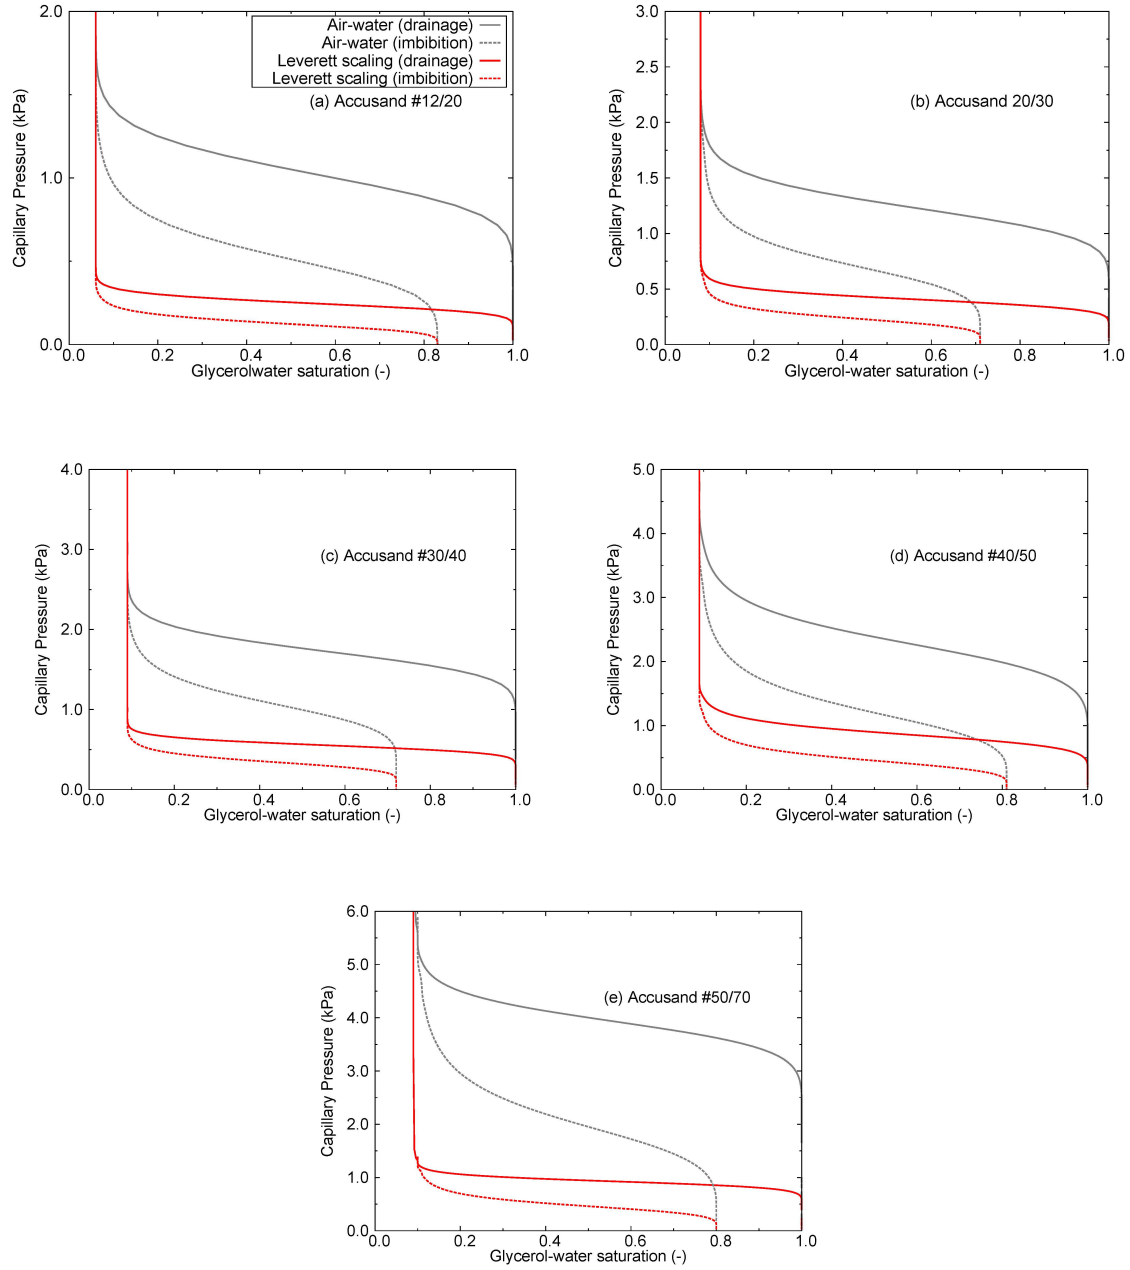 2.0
1.0
0.0
Capillary Pressure (kPa)
Air-water (drainage)
Air-water (imbibition)
Leverett scaling (drainage)
Leverett scaling (imbibition)
(a) Accusand #12/20
0.0 0.2 0.4 0.6 0.8 1.0
Glycerolwater saturation (-)
3.0
2.5
2.0
1.5
1.0
0.5
0.0
Capillary Pressure (kPa)
(b) Accusand 20/30
0.0 0.2 0.4 0.6 0.8 1.0
Glycerol-water saturation (-)
4.0
3.0
2.0
1.0
0.0
Capillary Pressure (kPa)
(c) Accusand #30/40
0.0 0.2 0.4 0.6 0.8 1.0
Glycerol-water saturation (-)
5.0
4.0
3.0
2.0
1.0
0.0
Capillary Pressure (kPa)
(d) Accusand #40/50
0.0 0.2 0.4 0.6 0.8 1.0
Glycerol-water saturation (-)
6.0
5.0
4.0
3.0
2.0
1.0
0.0
Capillary Pressure (kPa)
(e) Accusand #50/70
0.0 0.2 0.4 0.6 0.8 1.0
Glycerol-water saturation (-)